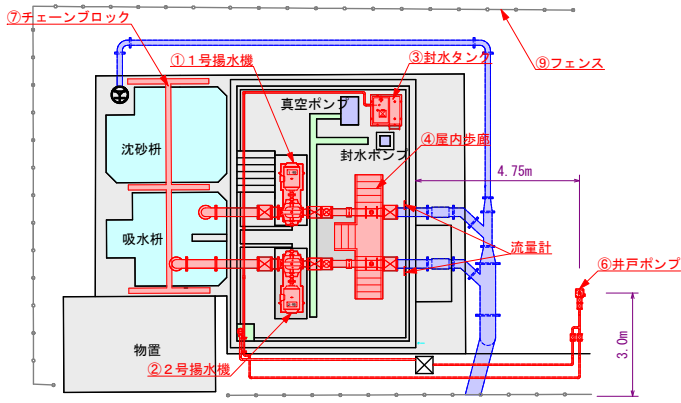 ⑦チェーンブロック
①１号揚水機
③封水タンク
⑨フェンス
真空ポンプ
④屋内歩廊
沈砂枡
封水ポンプ
4.75m
吸水枡
流量計
⑥井戸ポンプ
物置
3.0m
②２号揚水機